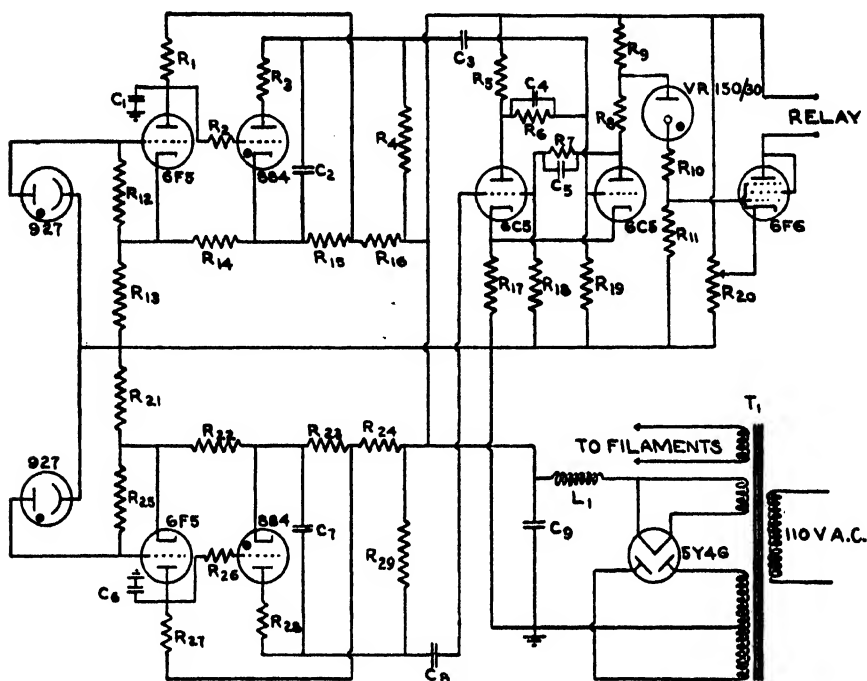 R1
C1
R2
R3
C3
R5
C4
R6
R9
VR 150/30
R8
R7
C5
R4
C2
R10
RELAY
R12
6F5
884
6C5
6C5
R11
6F6
927
R14
R15
R16
R17
R18
R19
R20
R13
R21
R22
R23
R24
T1
TO FILAMENTS
927
R25
6F5
884
C7
L1
110 V A.C.
R26
R29
C9
5Y4G
C6
R27
R28
C8